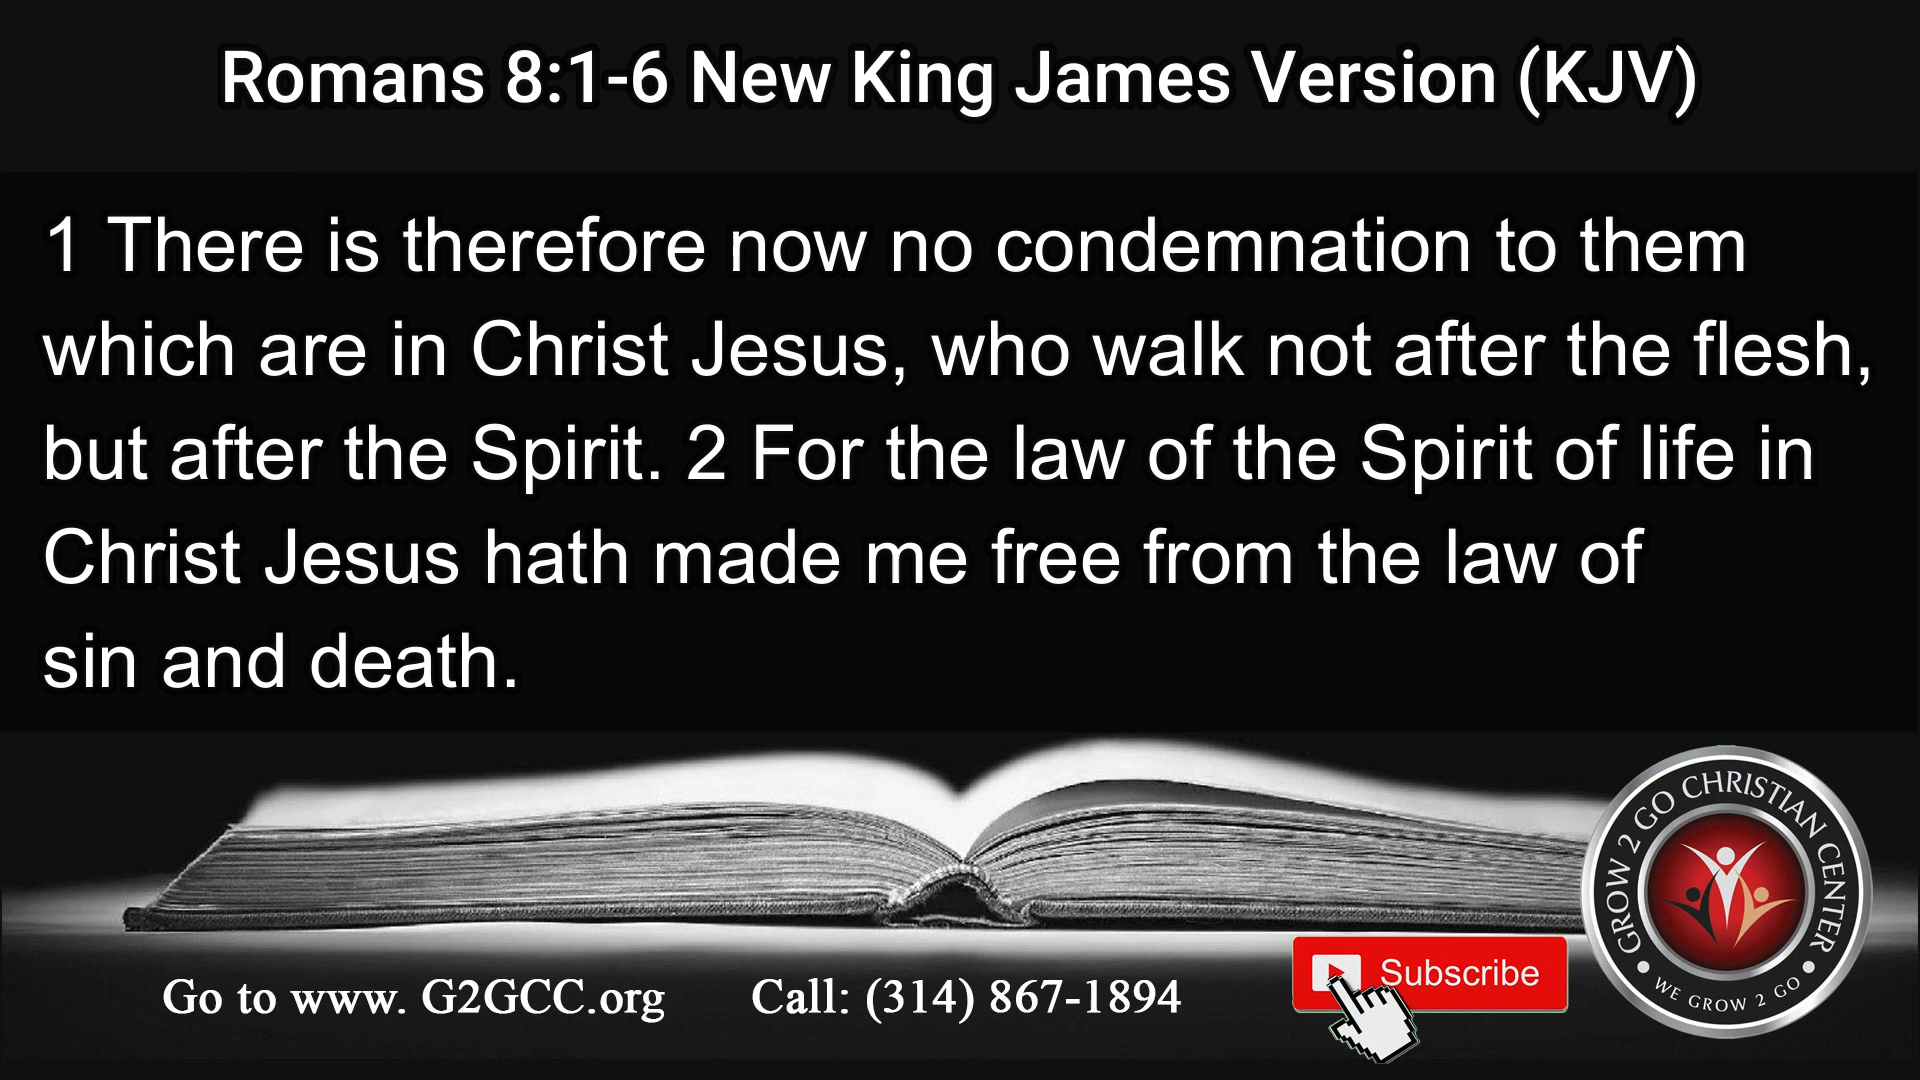 Romans 8:1-6 New King James Version (KJV)
1 There is therefore now no condemnation to them
which are in Christ Jesus, who walk not after the flesh,
but after the Spirit. 2 For the law of the Spirit of life in
Christ Jesus hath made me free from the law of
sin and death.
GROW 2 GO CHRISTIAN CENTER
WE GROW 2 GO
Subscribe
Go to www. G2GCC.org
Call: (314) 867-1894